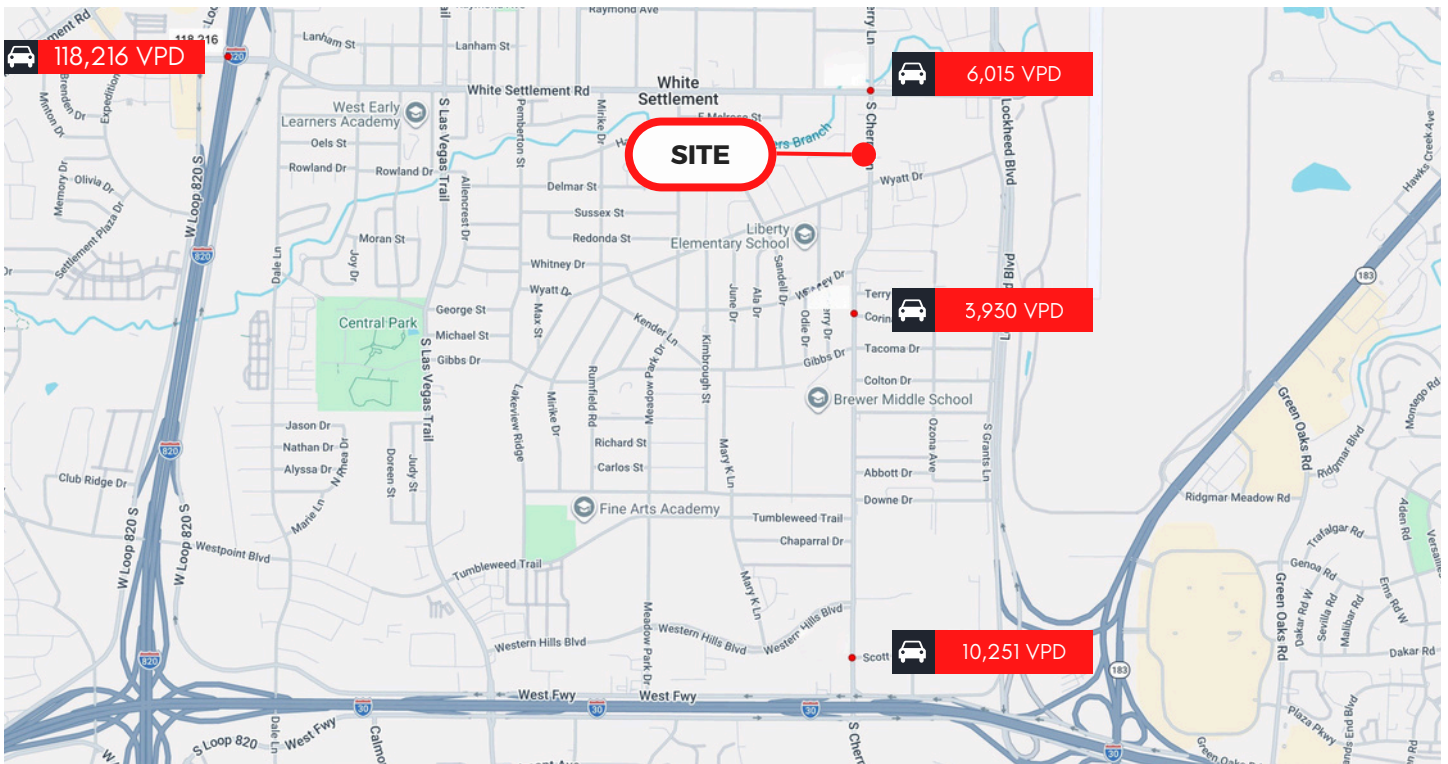 118,216
118,216 VPD
6,015 VPD
SITE
3,930 VPD
10,251 VPD
Raymond Ave
Lanham St
Lanham St
White Settlement Rd
White
Settlement
West Early
Learners Academy
Oels St
Rowland Dr
Rowland Dr
S Las Vegas Trail
Pemberton St
Mirike Dr
Allencrest Dr
Delmar St
Sussex St
Redonda St
Whitney Dr
Wyatt Dr
Liberty
Elementary School
Lockheed Blvd
Minton Dr
Brenden Dr
Expedition
Memory Dr
Olivia Dr
Settlement Plaza Dr
W Loop 820 S
820
820
820
820
Dale Ln
Moran St
Joy Dr
Central Park
George St
Michael St
Gibbs Dr
S Las Vegas Trail
Max St
Kender Ln
June Dr
Ala Dr
Sandell Dr
Odie Dr
Terry
Tacoma Dr
Gibbs Dr
Colton Dr
Brewer Middle School
Kimbrough St
Meadow Park Dr
Rumfield Rd
Mirike Dr
Lakeview Ridge
Richard St
Carlos St
Mary K Ln
Ozona Ave
S Grants Ln
Abbott Dr
Downe Dr
Fine Arts Academy
Tumbleweed Trail
Chaparral Dr
Jason Dr
Nathan Dr
Alyssa Dr
N Rhea Dr
Doreen St
Judy St
Marie Ln
Club Ridge Dr
Westpoint Blvd
W Loop 820 S
W Loop 820 S
Tumbleweed Trail
Western Hills Blvd
Meadow Park Dr
Western Hills Blvd
Western Hills Blvd
Mary K Ln
Scott
West Fwy
West Fwy
30
30
30
30
S Loop 820
West Fwy
Dale Ln
183
183
Hawks Creek Ave
Green Oaks Rd
Ridgmar Blvd
Montego Rd
Ridgmar Meadow Rd
Trafalgar Rd
Aden Rd
Genoa Rd
Dakar Rd W
Sevilla Rd
Malibar Rd
Ems Rd W
Dakar Rd
Green Oaks Rd
Plaza Pkwy